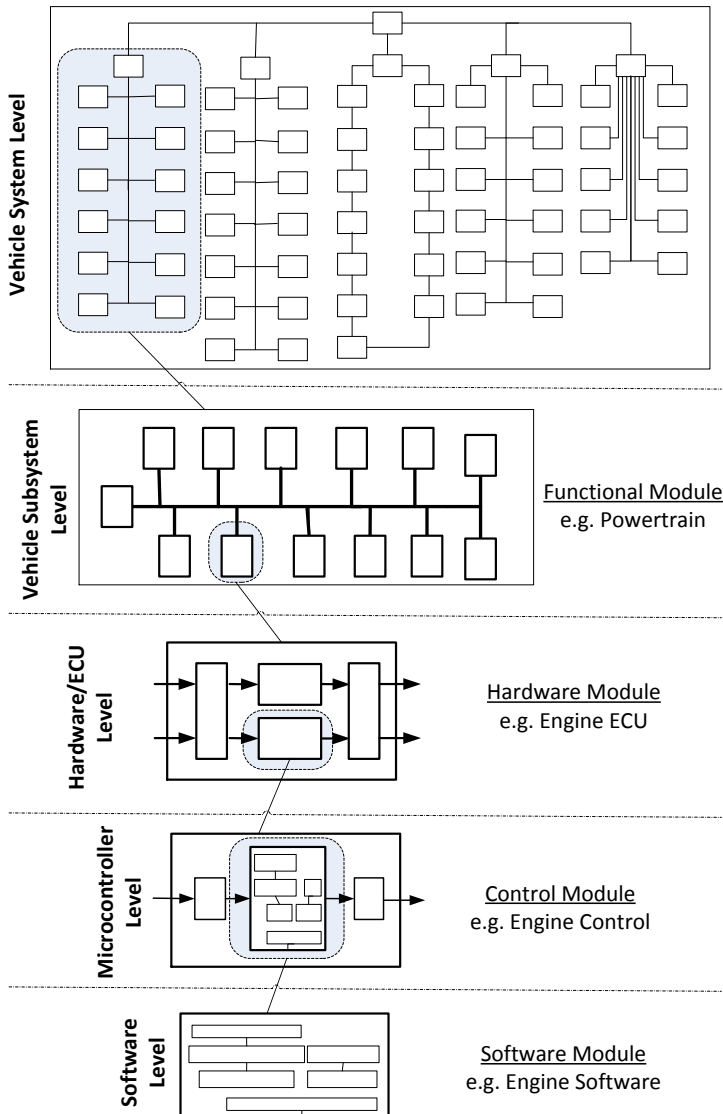 Vehicle System Level
Vehicle Subsystem
Level
Functional Module
e.g. Powertrain
Hardware/ECU
Level
Hardware Module
e.g. Engine ECU
Microcontroller
Level
Control Module
e.g. Engine Control
Software
Level
Software Module
e.g. Engine Software